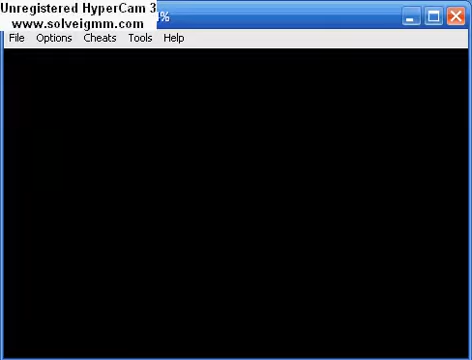 Unregistered HyperCam 3
www.solveigmm.com
%
File Options Cheats Tools Help